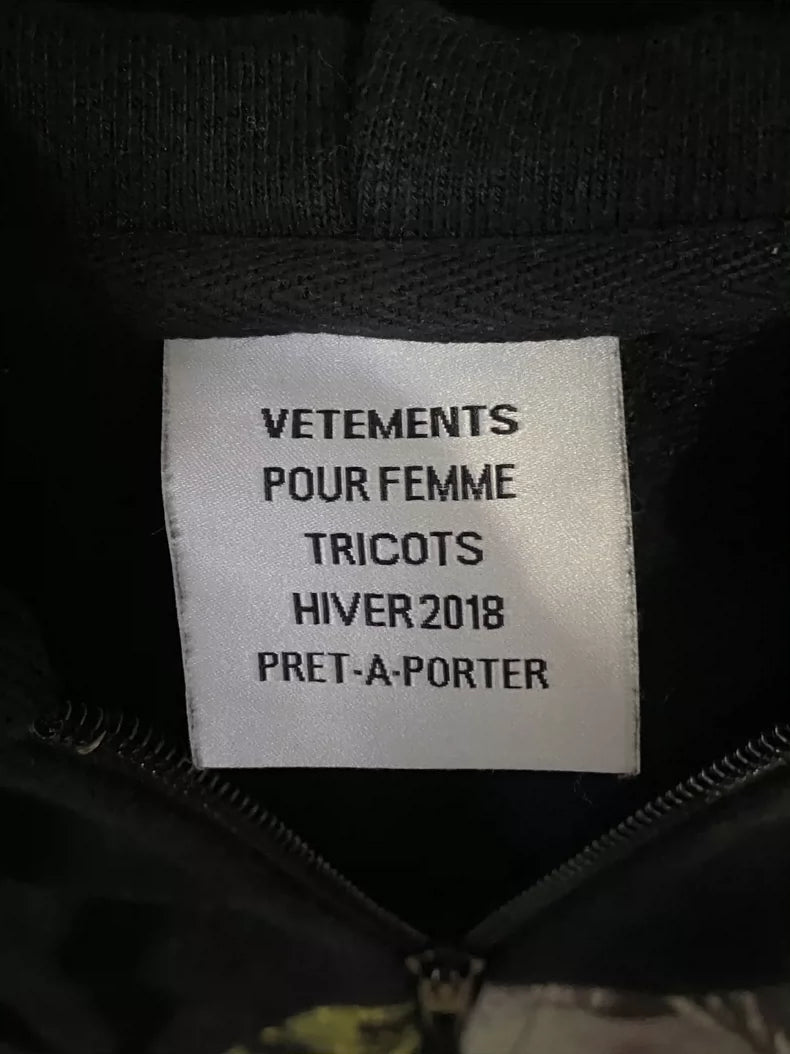 VETEMENTS
POUR FEMME
TRICOTS
HIVER 2018
PRET-A-PORTER